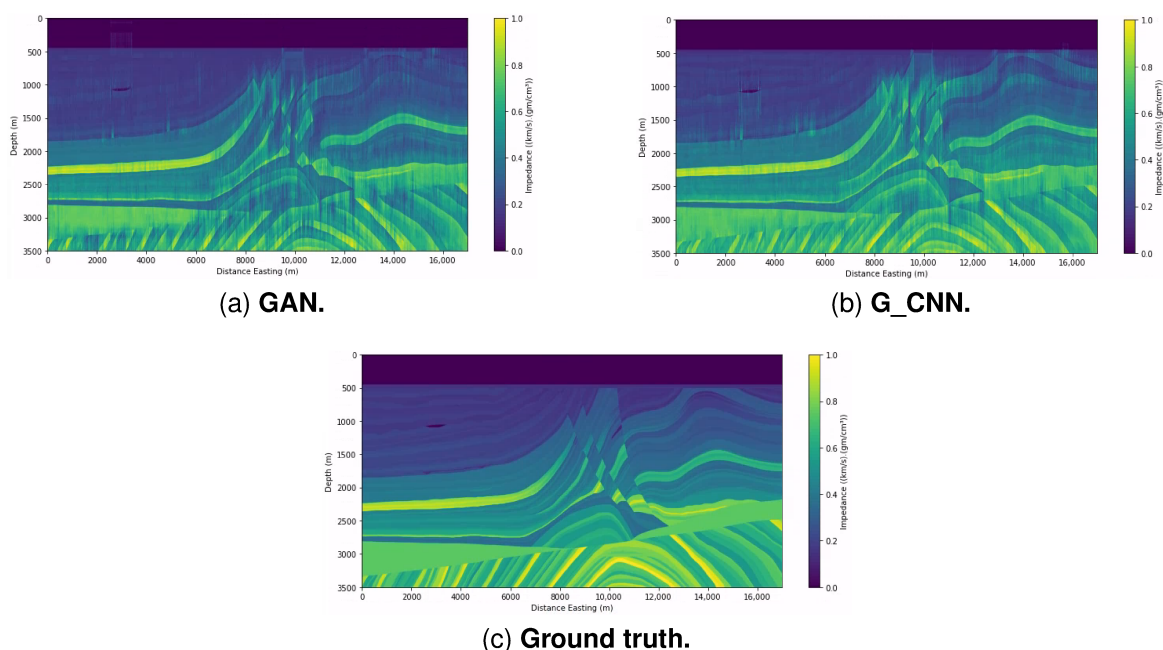 0
500
1000
1500
2000
2500
3000
3500
Depth (m)
0 2000 4000 6000 8000 10,000 12,000 14,000 16,000
Distance Easting (m)
1.0
0.8
0.6
0.4
0.2
0.0
Impedance ((km/s).(gm/cm³))
(a) GAN.
0
500
1000
1500
2000
2500
3000
3500
Depth (m)
0 2000 4000 6000 8000 10,000 12,000 14,000 16,000
Distance Easting (m)
1.0
0.8
0.6
0.4
0.2
0.0
Impedance ((km/s).(gm/cm³))
(b) G_CNN.
0
500
1000
1500
2000
2500
3000
3500
Depth (m)
0 2000 4000 6000 8000 10,000 12,000 14,000 16,000
Distance Easting (m)
1.0
0.8
0.6
0.4
0.2
0.0
Impedance ((km/s).(gm/cm³))
(c) Ground truth.